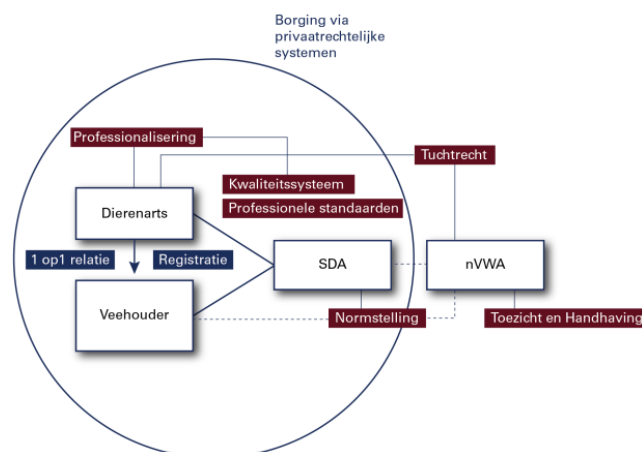 Borging via
privaatrechtelijke
systemen
Professionalisering
Tuchtrecht
Kwaliteitssysteem
Professionele standaarden
Dierenarts
1 op1 relatie
Registratie
SDA
nVWA
Veehouder
Normstelling
Toezicht en Handhaving